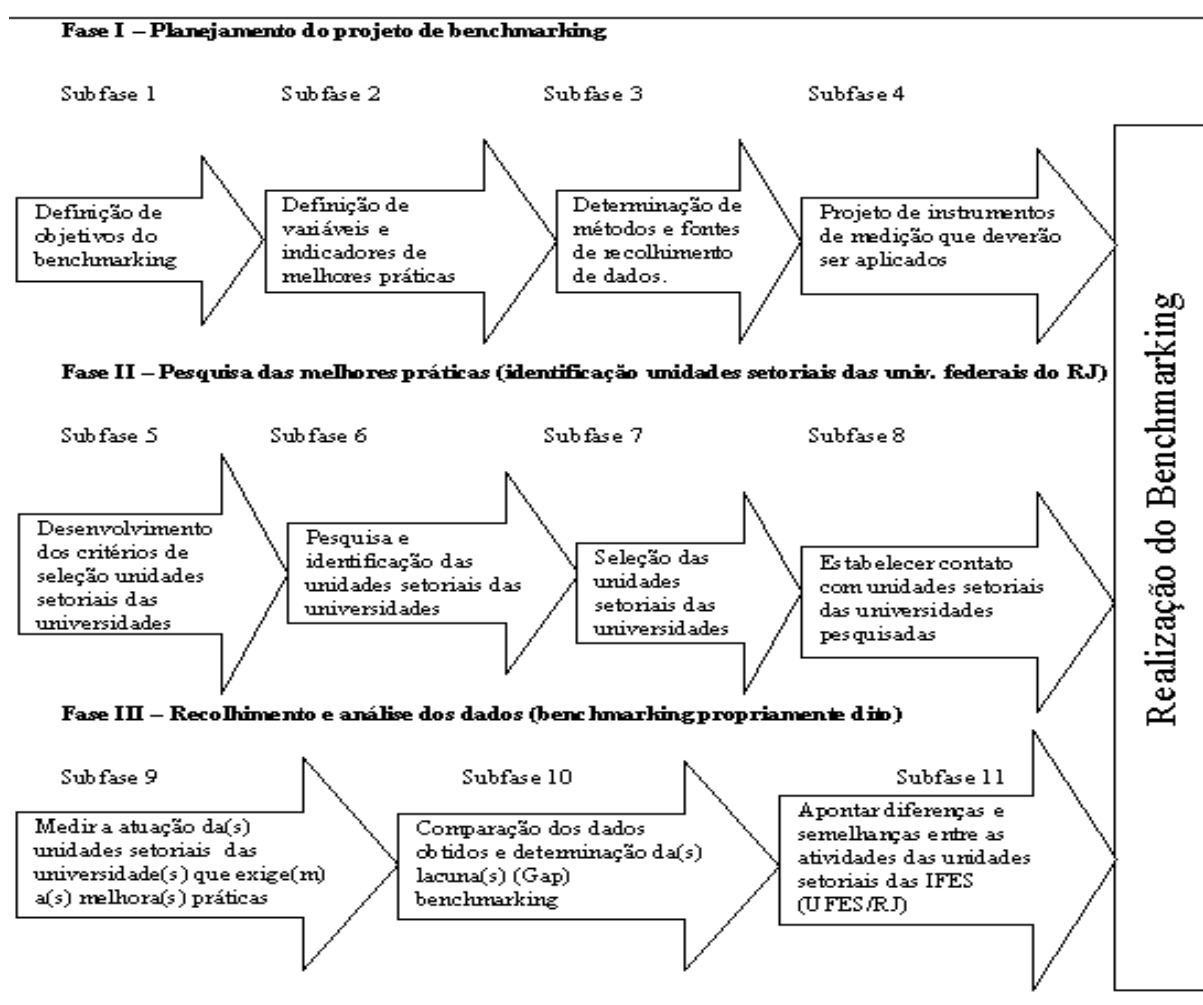 Fase I – Planejamento do projeto de benchmarking
Subfase 1
Subfase 2
Subfase 3
Subfase 4
Definição de
objetivos do
benchmarking
Definição de
variáveis e
indicadores de
melhores práticas
Determinação de
métodos e fontes
de recolhimento
de dados.
Projeto de instrumentos
de medição que deverão
ser aplicados
Fase II – Pesquisa das melhores práticas (identificação unidades setoriais das univ. federais do RJ)
Subfase 5
Subfase 6
Subfase 7
Subfase 8
Desenvolvimento
dos critérios de
seleção unidades
setoriais das
universidades
Pesquisa e
identificação das
unidades setoriais das
universidades
Seleção das
unidades
setoriais das
universidades
Estabelecer contato
com unidades setoriais
das universidades
pesquisadas
Fase III – Recolhimento e análise dos dados (benchmarking propriamente dito)
Subfase 9
Subfase 10
Subfase 11
Medir a atuação da(s)
unidades setoriais das
universidade(s) que exige(m)
a(s) melhora(s) práticas
Comparação dos dados
obtidos e determinação da(s)
lacuna(s) (Gap)
benchmarking
Apontar diferenças e
semelhanças entre as
atividades das unidades
setoriais das IFES
(UFES/RJ)
Realização do Benchmarking